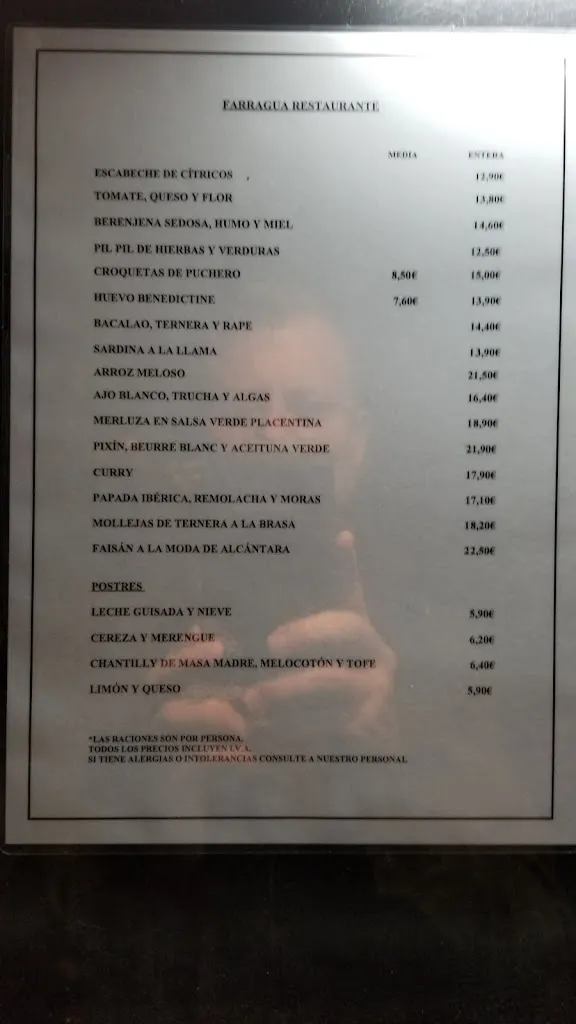 FARRAGUA RESTAURANTE
MEDIA ENTERA
ESCABECHE DE CÍTRICOS 12,90€
TOMATE, QUESO Y FLOR 13,80€
BERENJENA SEDOSA, HUMO Y MIEL 14,60€
PIL PIL DE HIERBAS Y VERDURAS 12,50€
CROQUETAS DE PUCHERO 8,50€ 15,00€
HUEVO BENEDICTINE 7,60€ 13,90€
BACALAO, TERNERA Y RAPE 14,40€
SARDINA A LA LLAMA 13,90€
ARROZ MELOSO 21,50€
AJO BLANCO, TRUCHA Y ALGAS 16,40€
MERLUZA EN SALSA VERDE PLACENTINA 18,90€
PIXÍN, BEURRE BLANC Y ACEITUNA VERDE 21,90€
CURRY 17,90€
PAPADA IBÉRICA, REMOLACHA Y MORAS 17,10€
MOLLEJAS DE TERNERA A LA BRASA 18,20€
FAISÁN A LA MODA DE ALCÁNTARA 22,50€
POSTRES
LECHE GUISADA Y NIEVE 5,90€
CEREZA Y MERENGUE 6,20€
CHANTILLY DE MASA MADRE, MELOCOTÓN Y TOFE 6,40€
LIMÓN Y QUESO 5,90€
*LAS RACIONES SON POR PERSONA.
TODOS LOS PRECIOS INCLUYEN I.V.A.
SI TIENE ALERGIAS O INTOLERANCIAS CONSULTE A NUESTRO PERSONAL